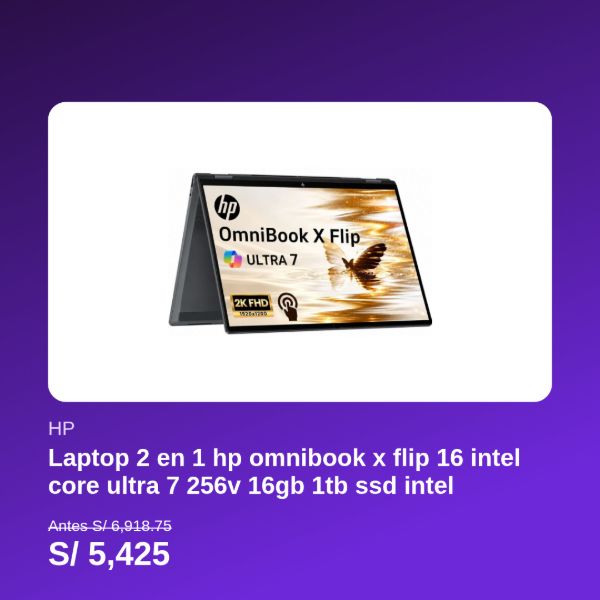 hp
OmniBook X Flip
ULTRA 7
2K FHD
1920x1200
HP
Laptop 2 en 1 hp omnibook x flip 16 intel
core ultra 7 256v 16gb 1tb ssd intel
Antes S/ 6,918.75
S/ 5,425